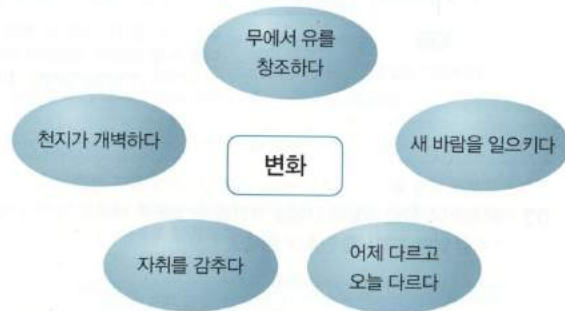 무에서 유를
창조하다
천지가 개벽하다
변화
새 바람을 일으키다
자취를 감추다
어제 다르고
오늘 다르다